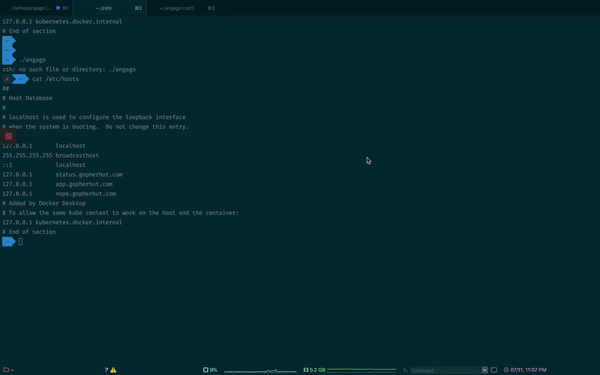 ~ (zsh) ⌘2
⌘1
⌘3
127.0.0.1 kubernetes.docker.internal
# End of section
~ ./angago
zsh: no such file or directory: ./angago
~ cat /etc/hosts
##
# Host Database
#
# localhost is used to configure the loopback interface
# when the system is booting. Do not change this entry.
127.0.0.1 localhost
255.255.255.255 broadcasthost
::1 localhost
127.0.0.1 status.gopherhut.com
127.0.0.1 app.gopherhut.com
127.0.0.1 nope.gopherhut.com
# Added by Docker Desktop
# To allow the same kube context to work on the host and the container:
127.0.0.1 kubernetes.docker.internal
# End of section
~
~ 9% 5.2 GB Command 07/11, 11:07 PM